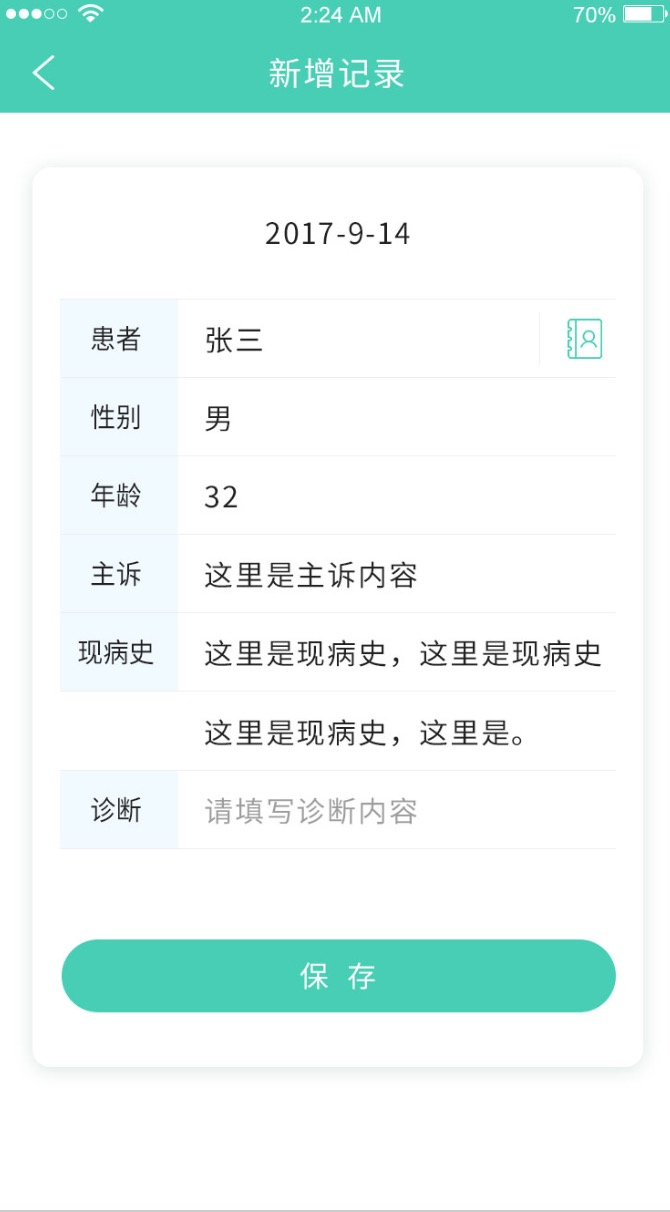 2:24 AM 70%
新增记录
2017-9-14
患者 张三
性别 男
年龄 32
主诉 这里是主诉内容
现病史 这里是现病史，这里是现病史
这里是现病史，这里是。
诊断 请填写诊断内容
保 存